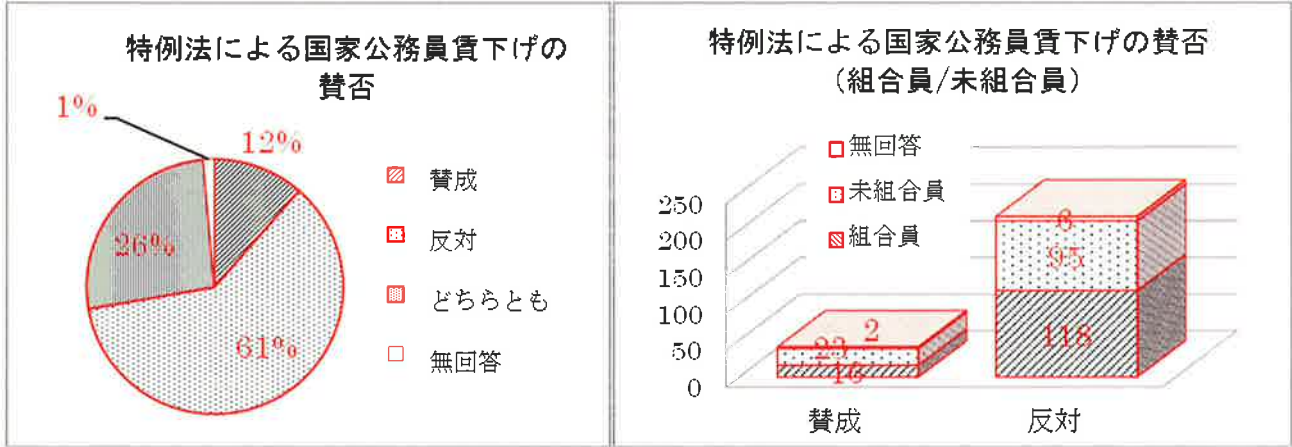 特例法による国家公務員賃下げの
賛否
1%
12%
26%
61%
賛成
反対
どちらとも
無回答
特例法による国家公務員賃下げの賛否
(組合員/未組合員)
無回答
未組合員
組合員
250
200
150
100
50
0
2
23
16
6
95
118
賛成
反対